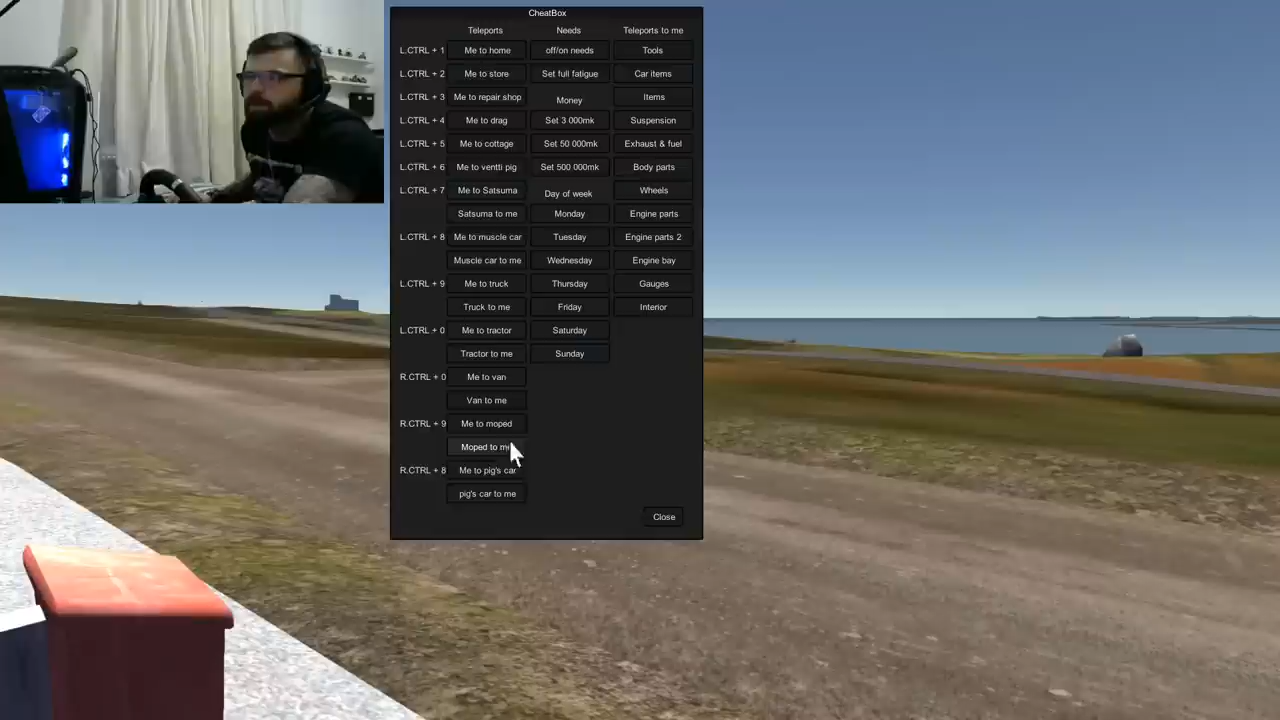 CheatBox
Teleports Needs Teleports to me
L.CTRL + 1 Me to home off/on needs Tools
L.CTRL + 2 Me to store Set full fatigue Car items
L.CTRL + 3 Me to repair shop Money Items
L.CTRL + 4 Me to drag Set 3 000mk Suspension
L.CTRL + 5 Me to cottage Set 50 000mk Exhaust & fuel
L.CTRL + 6 Me to ventti pig Set 500 000mk Body parts
L.CTRL + 7 Me to Satsuma Day of week Wheels
Satsuma to me Monday Engine parts
L.CTRL + 8 Me to muscle car Tuesday Engine parts 2
Muscle car to me Wednesday Engine bay
L.CTRL + 9 Me to truck Thursday Gauges
Truck to me Friday Interior
L.CTRL + 0 Me to tractor Saturday
Tractor to me Sunday
R.CTRL + 0 Me to van
Van to me
R.CTRL + 9 Me to moped
Moped to me
R.CTRL + 8 Me to pig's car
pig's car to me
Close